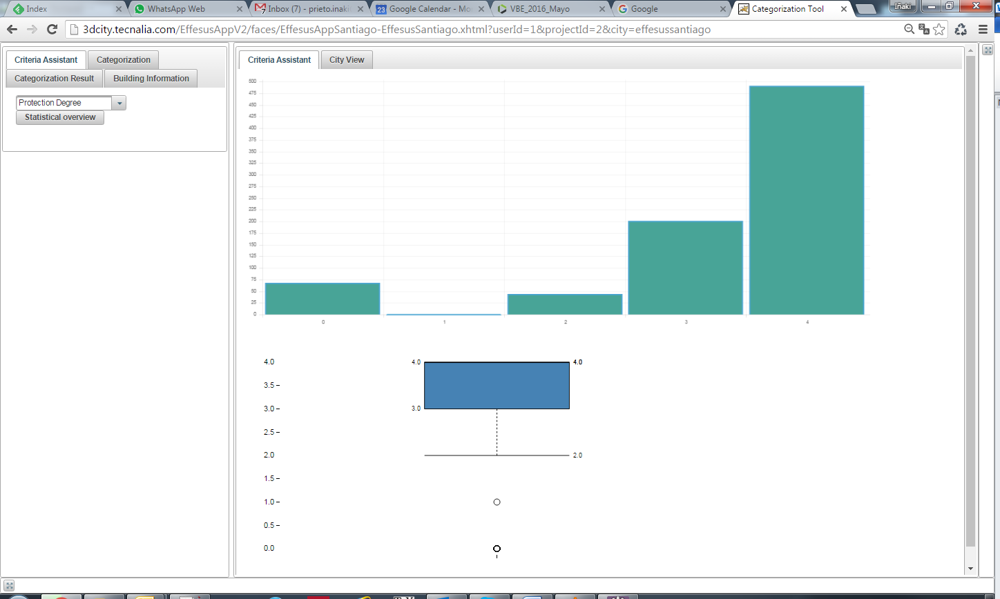 Index
WhatsApp Web
Inbox (7) - prieto.inaki
Google Calendar - Mo
VBE_2016_Mayo
Google
Categorization Tool
Iñaki
3dcity.tecnalia.com/EffesusAppV2/faces/EffesusAppSantiago-EffesusSantiago.xhtml?userId=1&projectId=2&city=effesussantiago
Criteria Assistant
Categorization
Categorization Result
Building Information
Protection Degree
Statistical overview
Criteria Assistant
City View
500
475
450
425
400
375
350
325
300
275
250
225
200
175
150
125
100
75
50
25
0
0 1 2 3 4
4.0
3.5
3.0
2.5
2.0
1.5
1.0
0.5
0.0
4.0 4.0
3.0
2.0